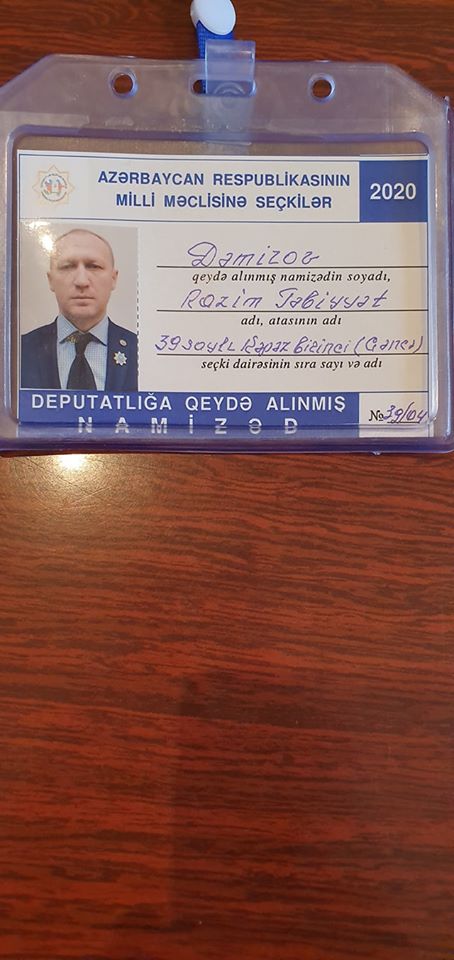 AZƏRBAYCAN RESPUBLİKASININ
MİLLİ MƏCLİSİNƏ SEÇKİLƏR
2020
Dəmirov
qeydə alınmış namizədin soyadı,
Razim Təbiyyət
adı, atasının adı
39 saylı Kəpəz birinci (Gəncə)
seçki dairəsinin sıra sayı və adı
DEPUTATLIĞA QEYDƏ ALINMIŞ
NAMİZƏD
№ 39/04